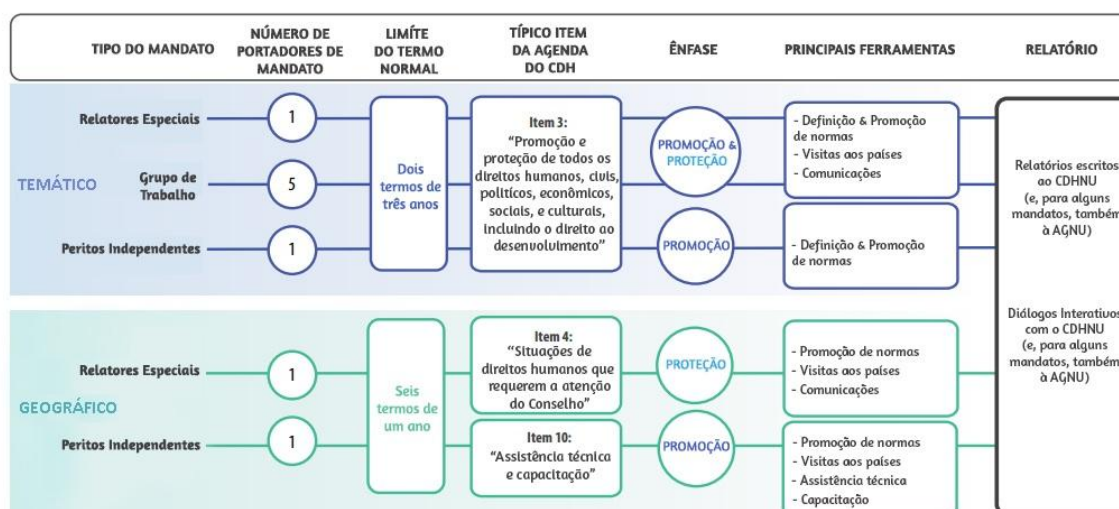 TIPO DO MANDATO
NÚMERO DE
PORTADORES DE
MANDATO
LIMÍTE
DO TERMO
NORMAL
TÍPICO ITEM
DA AGENDA
DO CDH
ÊNFASE
PRINCIPAIS FERRAMENTAS
RELATÓRIO
TEMÁTICO
Relatores Especiais
1
Grupo de
Trabalho
5
Peritos Independentes
1
Dois
termos de
três anos
Item 3:
“Promoção e
proteção de todos os
direitos humanos, civis,
politícos, econômicos,
sociais, e culturais,
incluindo o direito ao
desenvolvimento”
PROMOÇÃO &
PROTEÇÃO
PROMOÇÃO
- Definição & Promoção
de normas
- Visitas aos países
- Comunicações
- Definição & Promoção
de normas
Relatórios escritos
ao CDHNU
(e, para alguns
mandatos, também
à AGNU)
Diálogos Interativos
com o CDHNU
(e, para alguns
mandatos, também
à AGNU)
GEOGRÁFICO
Relatores Especiais
1
Peritos Independentes
1
Seis
termos de
um ano
Item 4:
“Situações de
direitos humanos que
requerem a atenção
do Conselho”
Item 10:
“Assistência técnica
e capacitação”
PROTEÇÃO
PROMOÇÃO
- Promoção de normas
- Visitas aos países
- Comunicações
- Promoção de normas
- Visitas aos países
- Assistência técnica
- Capacitação